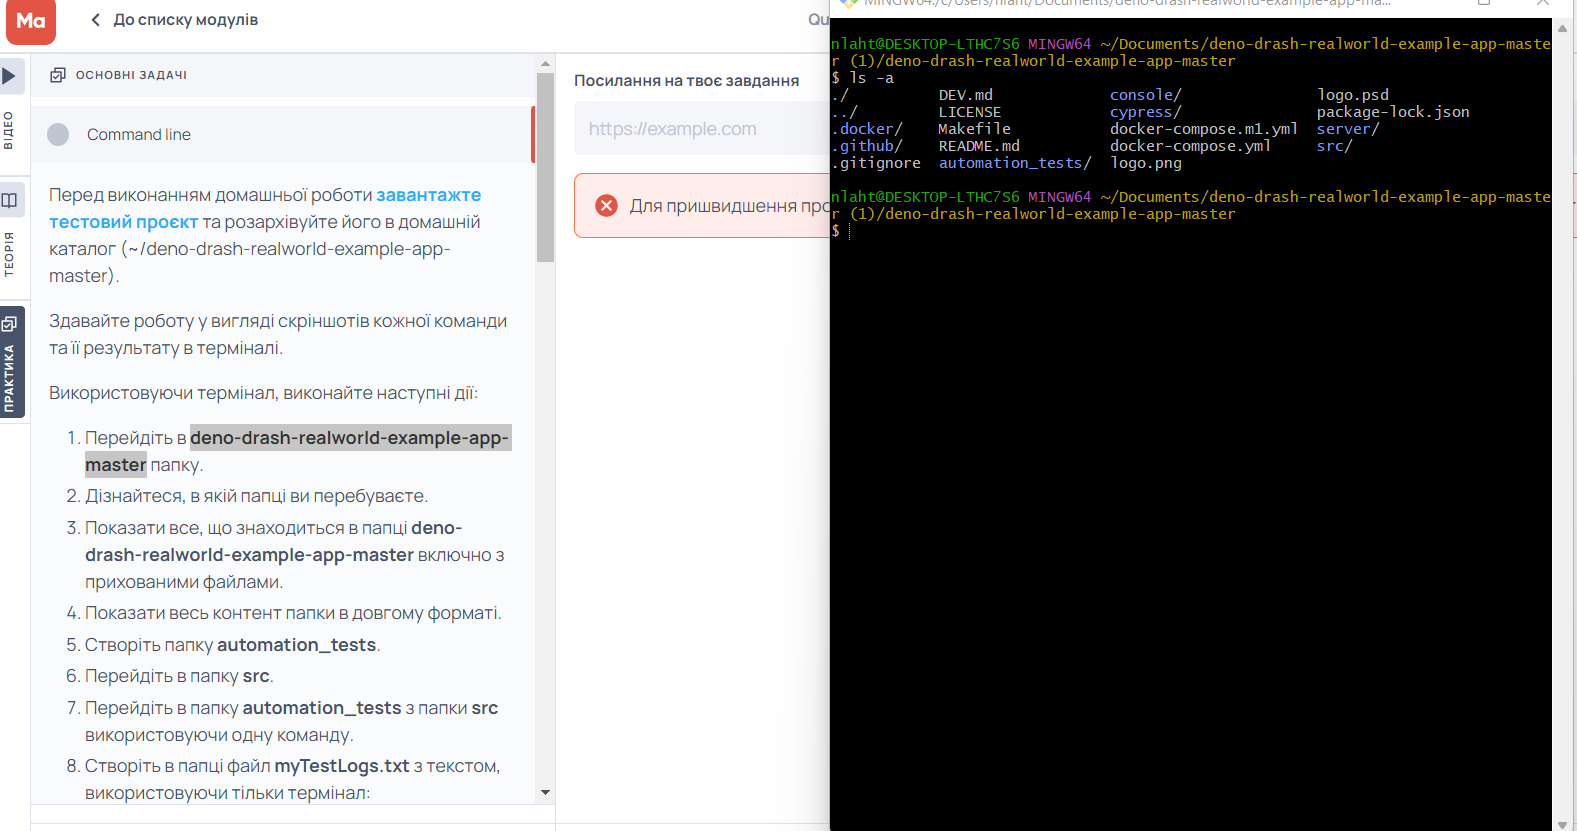 Ma
До списку модулів
Qu
ВІДЕО
ТЕОРІЯ
ПРАКТИКА
ОСНОВНІ ЗАДАЧІ
Command line
Перед виконанням домашньої роботи завантажте
тестовий проєкт та розархівуйте його в домашній
каталог (~/deno-drash-realworld-example-app-
master).
Здавайте роботу у вигляді скріншотів кожної команди
та її результату в терміналі.
Використовуючи термінал, виконайте наступні дії:
1. Перейдіть в deno-drash-realworld-example-app-
master папку.
2. Дізнайтеся, в якій папці ви перебуваєте.
3. Показати все, що знаходиться в папці deno-
drash-realworld-example-app-master включно з
прихованими файлами.
4. Показати весь контент папки в довгому форматі.
5. Створіть папку automation_tests.
6. Перейдіть в папку src.
7. Перейдіть в папку automation_tests з папки src
використовуючи одну команду.
8. Створіть в папці файл myTestLogs.txt з текстом,
використовуючи тільки термінал:
Посилання на твоє завдання
https://example.com
Для пришвидшення про
MINGW64:/c/Users/nlaht/Documents/deno-drash-realworld-example-app-ma...
nlaht@DESKTOP-LTHC7S6 MINGW64 ~/Documents/deno-drash-realworld-example-app-maste
r (1)/deno-drash-realworld-example-app-master
$ ls -a
./ DEV.md console/ logo.psd
../ LICENSE cypress/ package-lock.json
.docker/ Makefile docker-compose.m1.yml server/
.github/ README.md docker-compose.yml src/
.gitignore automation_tests/ logo.png
nlaht@DESKTOP-LTHC7S6 MINGW64 ~/Documents/deno-drash-realworld-example-app-maste
r (1)/deno-drash-realworld-example-app-master
$